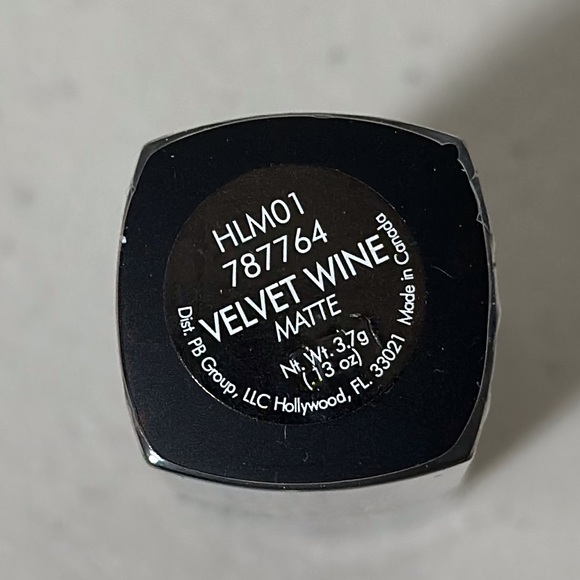 HLM01
787764
VELVET WINE
MATTE
Nt. Wt. 3.7g
(.13 oz)
Dist. PB Group, LLC Hollywood, FL. 33021 Made in Canada